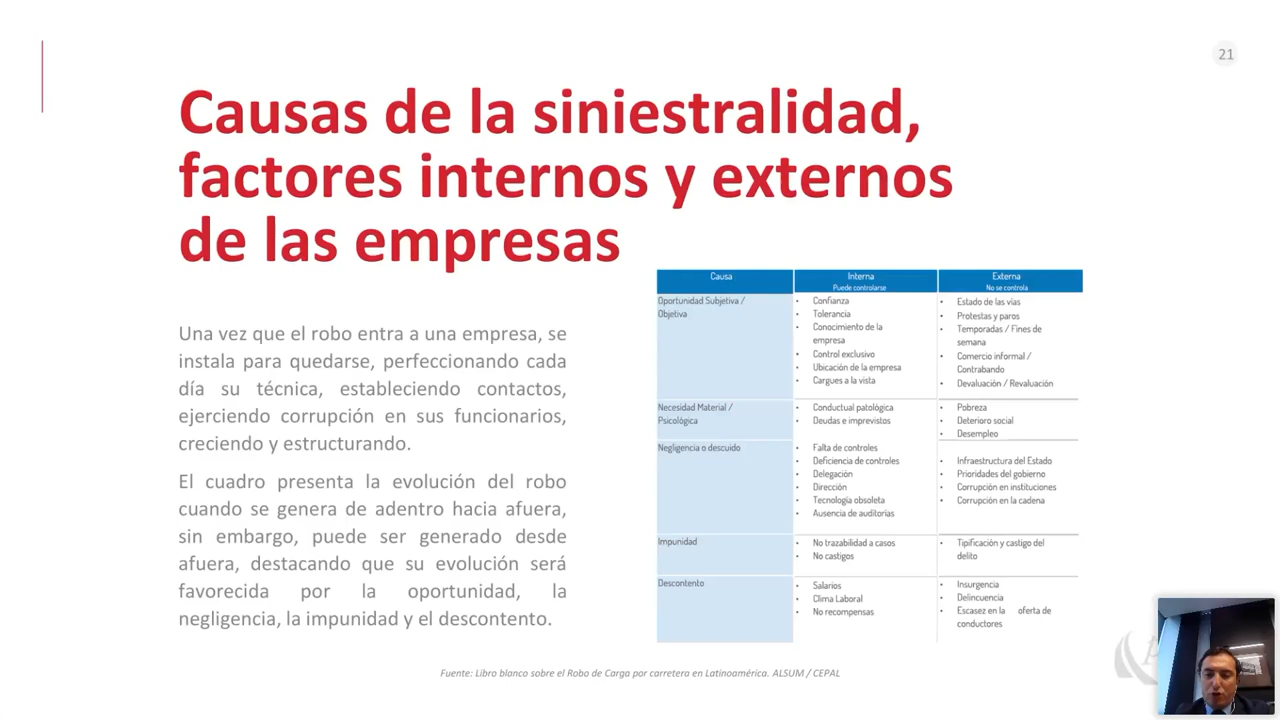 21
Causas de la siniestralidad,
factores internos y externos
de las empresas
Una vez que el robo entra a una empresa, se
instala para quedarse, perfeccionando cada
día su técnica, estableciendo contactos,
ejerciendo corrupción en sus funcionarios,
creciendo y estructurando.
El cuadro presenta la evolución del robo
cuando se genera de adentro hacia afuera,
sin embargo, puede ser generado desde
afuera, destacando que su evolución será
favorecida por la oportunidad, la
negligencia, la impunidad y el descontento.
Causa
Interna
Puede controlarse
Externa
No se controla
Oportunidad Subjetiva /
Objetiva
• Confianza
• Tolerancia
• Conocimiento de la
empresa
• Control exclusivo
• Ubicación de la empresa
• Cargues a la vista
• Estado de las vías
• Protestas y paros
• Temporadas / Fines de
semana
• Comercio informal /
Contrabando
• Devaluación / Revaluación
Necesidad Material /
Psicológica
• Conductual patológica
• Deudas e imprevistos
• Pobreza
• Deterioro social
• Desempleo
Negligencia o descuido
• Falta de controles
• Deficiencia de controles
• Delegación
• Dirección
• Tecnología obsoleta
• Ausencia de auditorías
• Infraestructura del Estado
• Prioridades del gobierno
• Corrupción en instituciones
• Corrupción en la cadena
Impunidad
• No trazabilidad a casos
• No castigos
• Tipificación y castigo del
delito
Descontento
• Salarios
• Clima Laboral
• No recompensas
• Insurgencia
• Delincuencia
• Escasez en la oferta de
conductores
Fuente: Libro blanco sobre el Robo de Carga por carretera en Latinoamérica. ALSUM / CEPAL